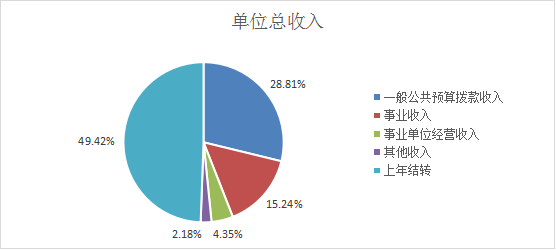 单位总收入
28.81%
15.24%
4.35%
2.18%
49.42%
一般公共预算拨款收入
事业收入
事业单位经营收入
其他收入
上年结转